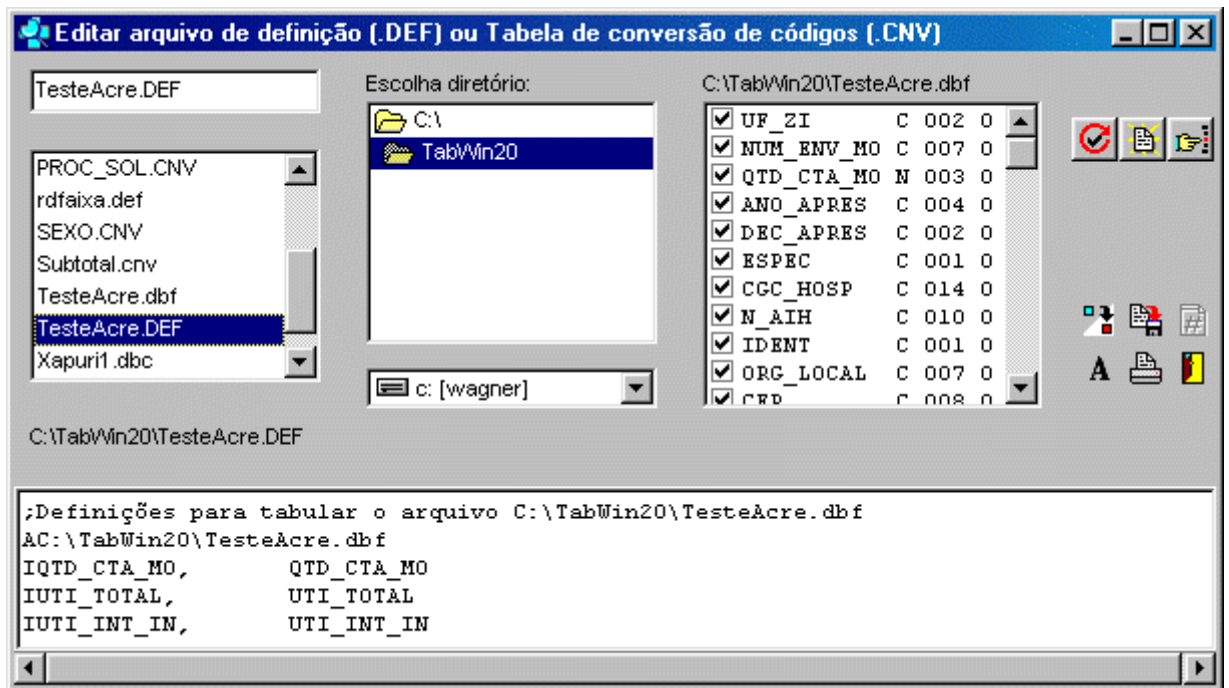 Editar arquivo de definição (.DEF) ou Tabela de conversão de códigos (.CNV)
TesteAcre.DEF
PROC_SOL.CNV
rdfaixa.def
SEXO.CNV
Subtotal.cnv
TesteAcre.dbf
TesteAcre.DEF
Xapuri1.dbc
Escolha diretório:
C:\
TabWin20
c: [wagner]
C:\TabWin20\TesteAcre.dbf
UF_ZI C 002 0
NUM_ENV_MO C 007 0
QTD_CTA_MO N 003 0
ANO_APRES C 004 0
DEC_APRES C 002 0
ESPEC C 001 0
CGC_HOSP C 014 0
N_AIH C 010 0
IDENT C 001 0
ORG_LOCAL C 007 0
CEP C 008 0
A
C:\TabWin20\TesteAcre.DEF
;Definições para tabular o arquivo C:\TabWin20\TesteAcre.dbf
AC:\TabWin20\TesteAcre.dbf
IQTD_CTA_MO, QTD_CTA_MO
IUTI_TOTAL, UTI_TOTAL
IUTI_INT_IN, UTI_INT_IN